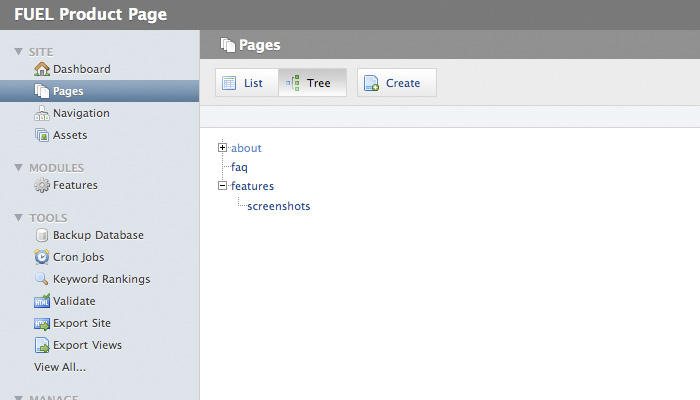 FUEL Product Page
SITE
Dashboard
Pages
Navigation
Assets
MODULES
Features
TOOLS
Backup Database
Cron Jobs
Keyword Rankings
Validate
Export Site
Export Views
View All...
MANAGE
Pages
List Tree Create
about
faq
features
screenshots